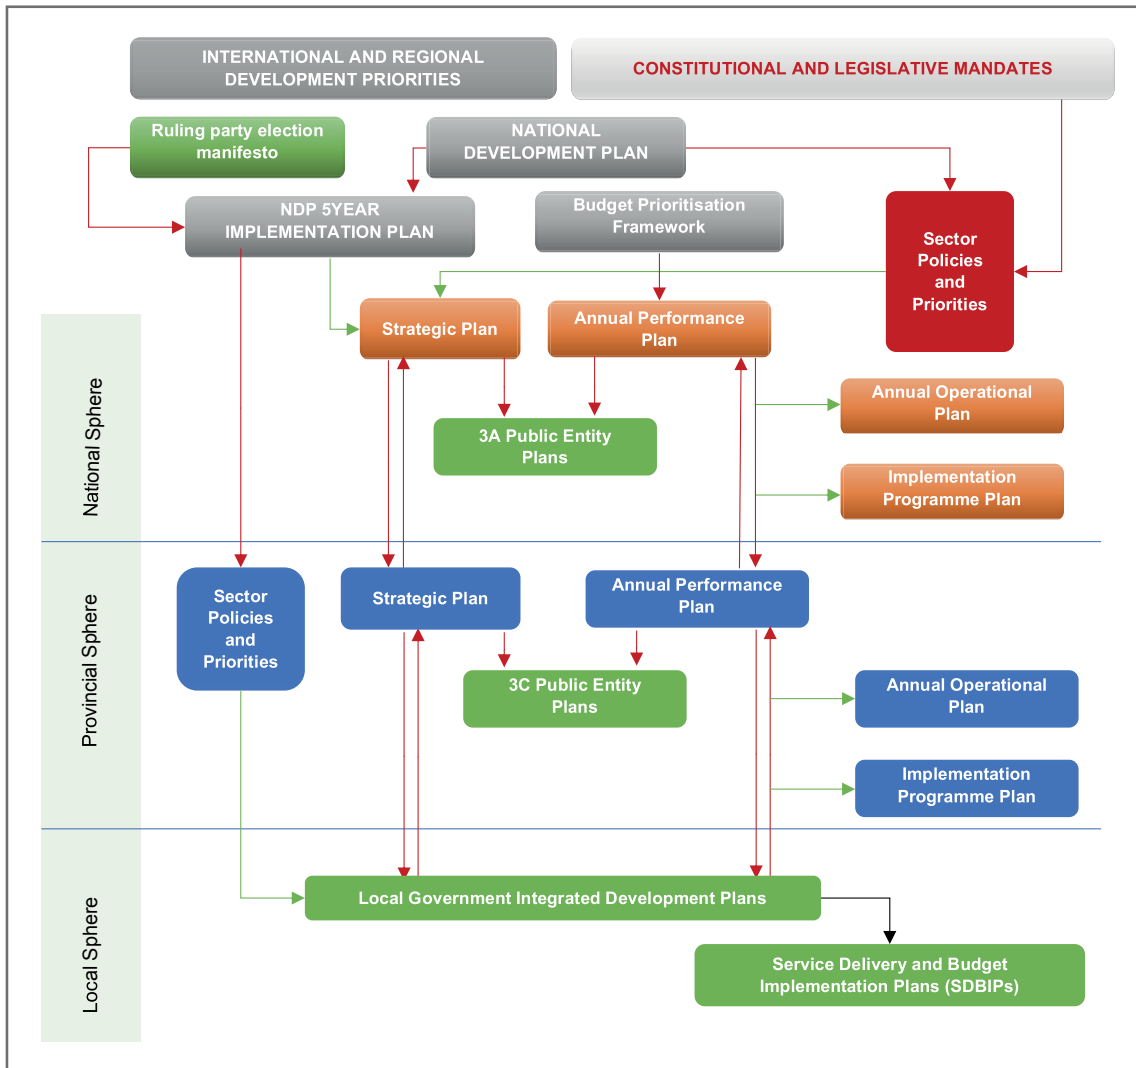 INTERNATIONAL AND REGIONAL
DEVELOPMENT PRIORITIES
CONSTITUTIONAL AND LEGISLATIVE MANDATES
Ruling party election
manifesto
NATIONAL
DEVELOPMENT PLAN
NDP 5YEAR
IMPLEMENTATION PLAN
Budget Prioritisation
Framework
Sector
Policies
and
Priorities
National Sphere
Strategic Plan
Annual Performance
Plan
Annual Operational
Plan
3A Public Entity
Plans
Implementation
Programme Plan
Provincial Sphere
Sector
Policies
and
Priorities
Strategic Plan
Annual Performance
Plan
3C Public Entity
Plans
Annual Operational
Plan
Implementation
Programme Plan
Local Sphere
Local Government Integrated Development Plans
Service Delivery and Budget
Implementation Plans (SDBIPs)